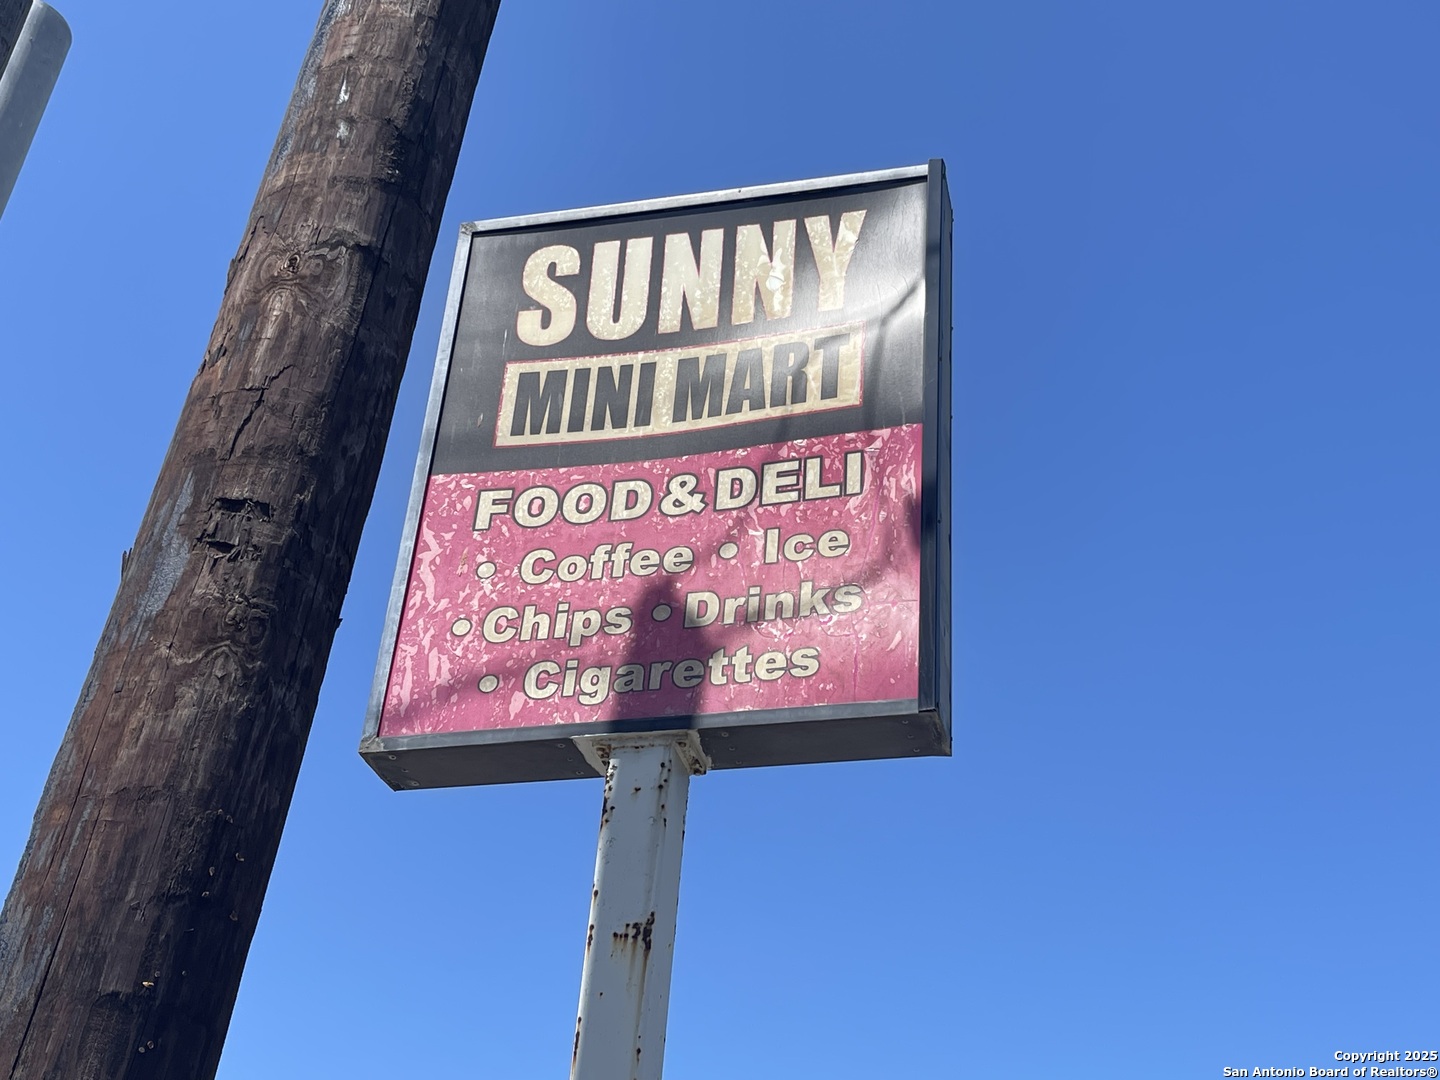 SUNNY
MINI MART
FOOD & DELI
• Coffee • Ice
• Chips • Drinks
• Cigarettes
Copyright 2025
San Antonio Board of Realtors®